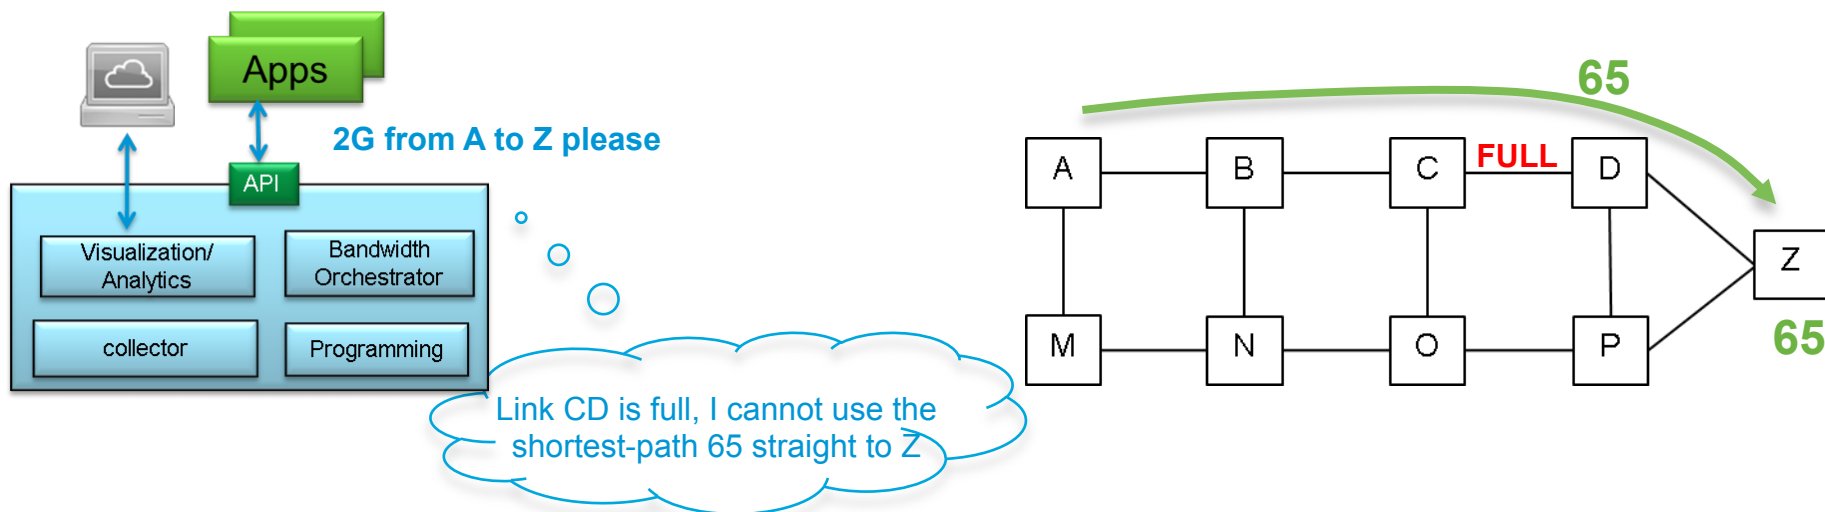 Apps
2G from A to Z please
API
Visualization/
Analytics
Bandwidth
Orchestrator
collector
Programming
Link CD is full, I cannot use the
shortest-path 65 straight to Z
65
A
B
C
FULL
D
Z
M
N
O
P
65